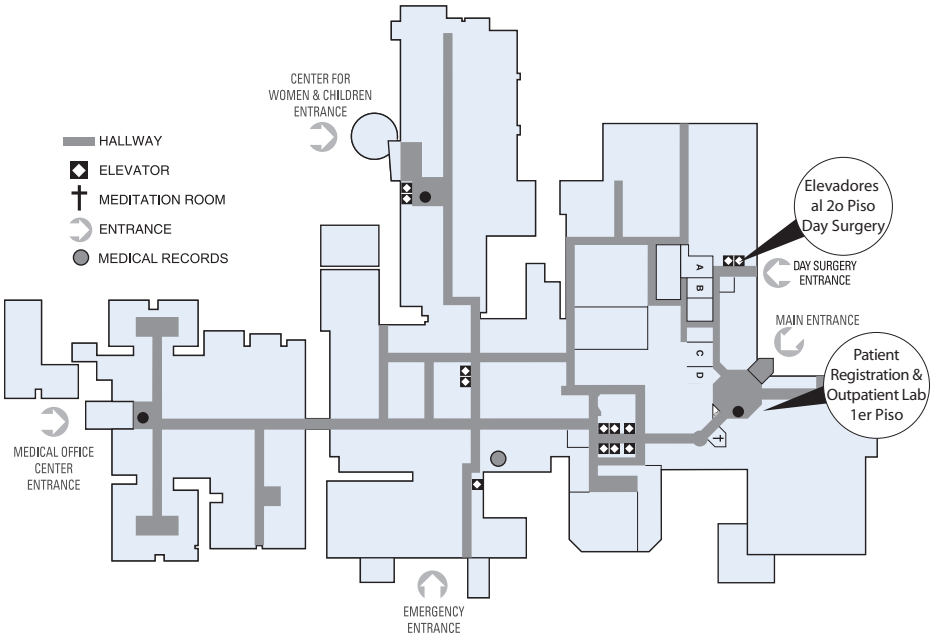 CENTER FOR
WOMEN & CHILDREN
ENTRANCE
HALLWAY
ELEVATOR
MEDITATION ROOM
ENTRANCE
MEDICAL RECORDS
Elevadores
al 2o Piso
Day Surgery
DAY SURGERY
ENTRANCE
A
B
C
D
MAIN ENTRANCE
Patient
Registration &
Outpatient Lab
1er Piso
MEDICAL OFFICE
CENTER
ENTRANCE
EMERGENCY
ENTRANCE